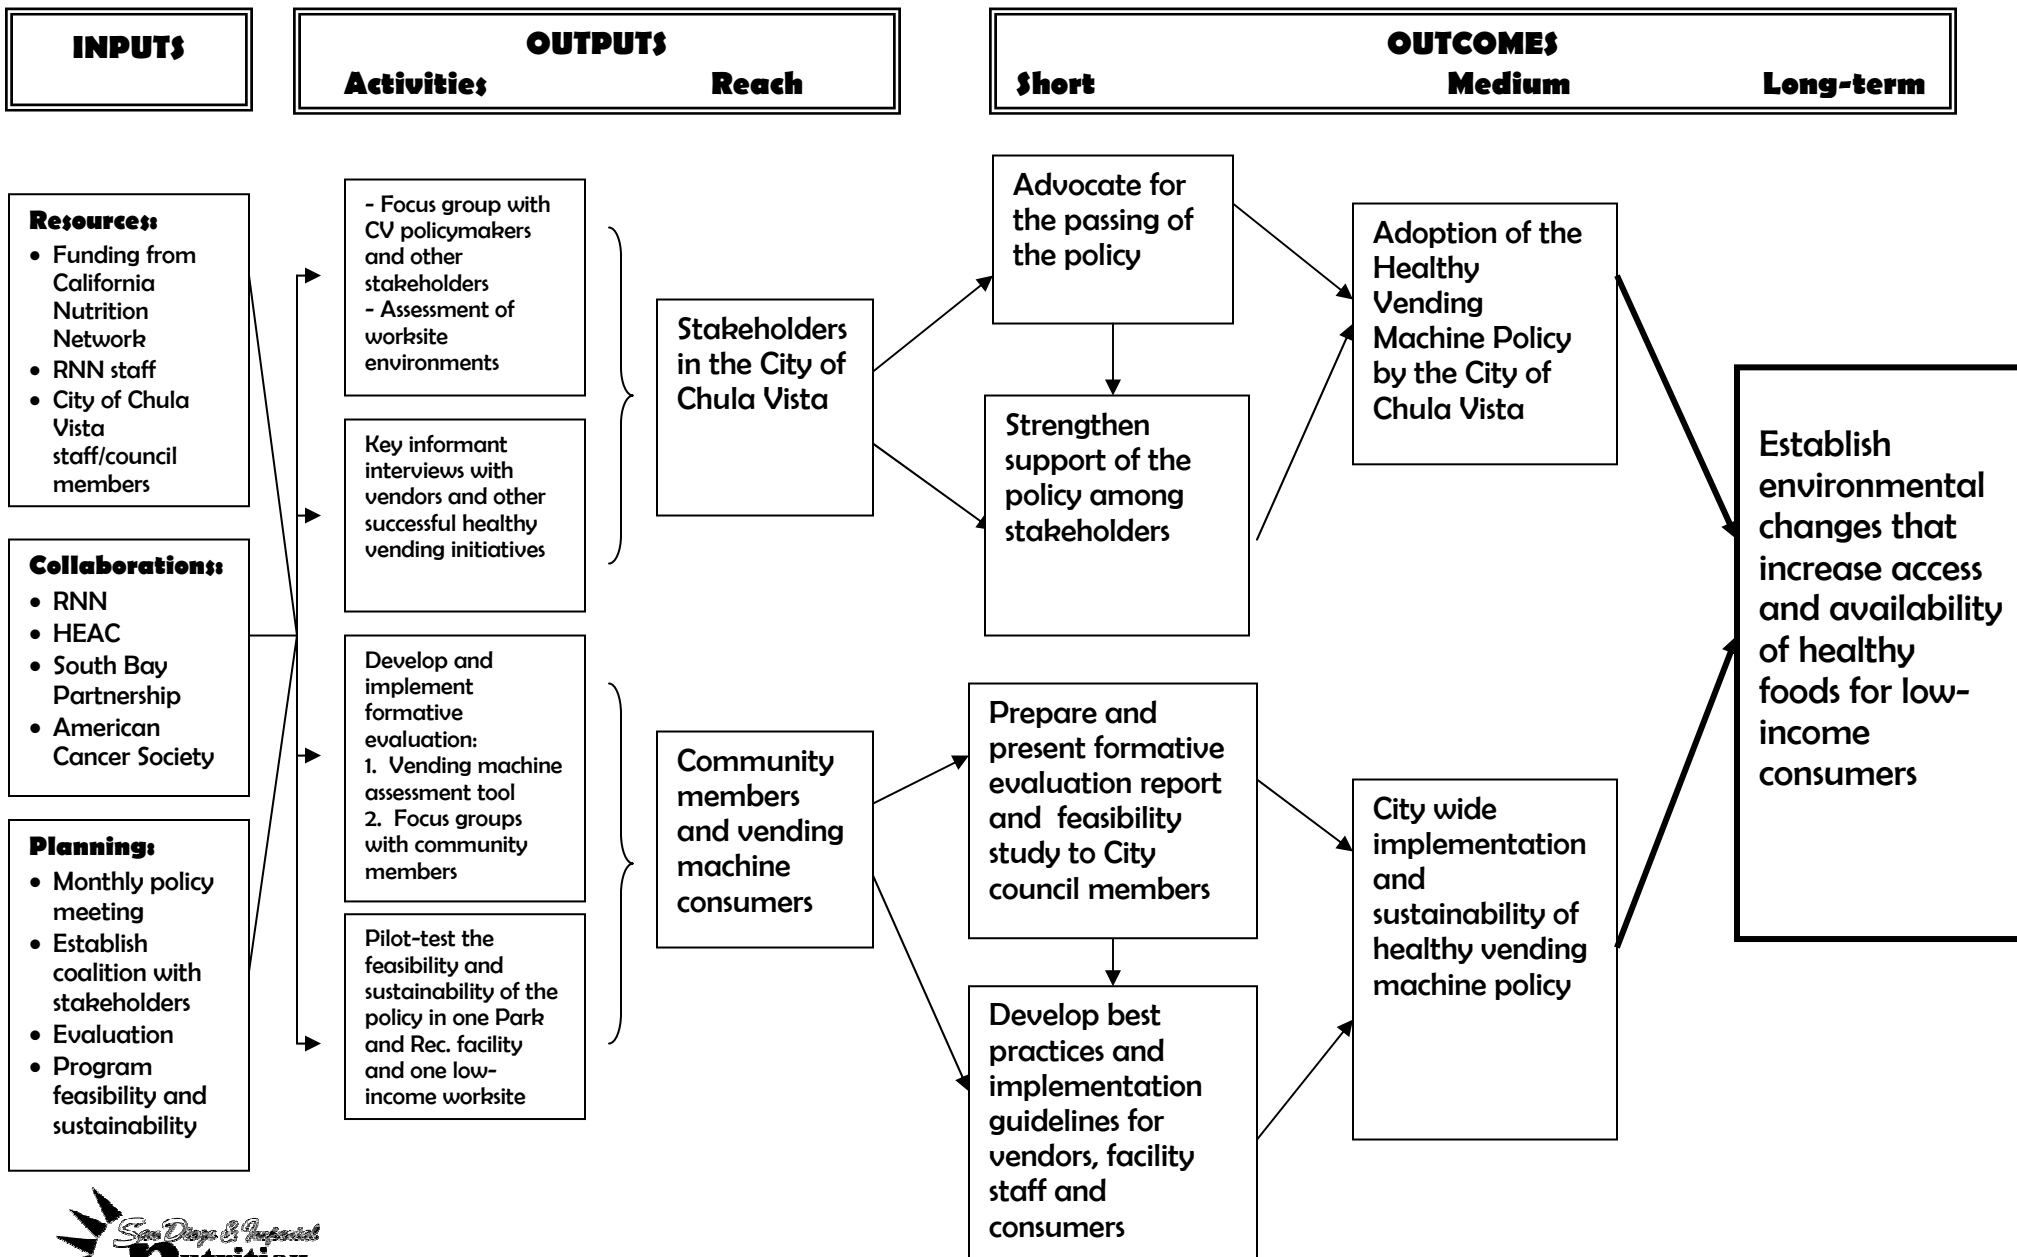 INPUTS
OUTPUTS
Activities Reach
OUTCOMES
Short Medium Long-term
Resources:
• Funding from
California
Nutrition
Network
• RNN staff
• City of Chula
Vista
staff/council
members
Collaborations:
• RNN
• HEAC
• South Bay
Partnership
• American
Cancer Society
Planning:
• Monthly policy
meeting
• Establish
coalition with
stakeholders
• Evaluation
• Program
feasibility and
sustainability
- Focus group with
CV policymakers
and other
stakeholders
- Assessment of
worksite
environments
Key informant
interviews with
vendors and other
successful healthy
vending initiatives
Develop and
implement
formative
evaluation:
1. Vending machine
assessment tool
2. Focus groups
with community
members
Pilot-test the
feasibility and
sustainability of the
policy in one Park
and Rec. facility
and one low-
income worksite
Stakeholders
in the City of
Chula Vista
Community
members
and vending
machine
consumers
Advocate for
the passing of
the policy
Strengthen
support of the
policy among
stakeholders
Prepare and
present formative
evaluation report
and feasibility
study to City
council members
Develop best
practices and
implementation
guidelines for
vendors, facility
staff and
consumers
Adoption of the
Healthy
Vending
Machine Policy
by the City of
Chula Vista
City wide
implementation
and
sustainability of
healthy vending
machine policy
Establish
environmental
changes that
increase access
and availability
of healthy
foods for low-
income
consumers
San Diego & Imperial
Nutrition